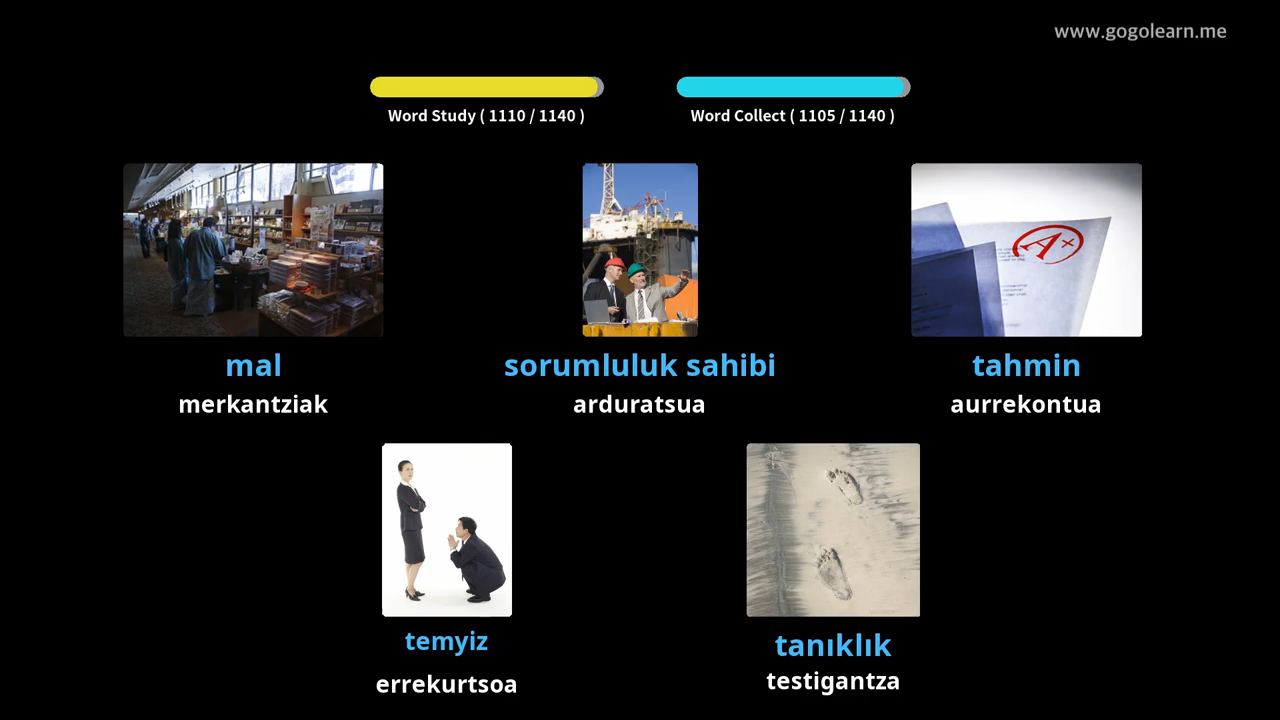 www.gogolearn.me
Word Study ( 1110 / 1140 )
Word Collect ( 1105 / 1140 )
A+
mal
merkantziak
sorumluluk sahibi
arduratsua
tahmin
aurrekontua
temyiz
errekurtsoa
tanıklık
testigantza